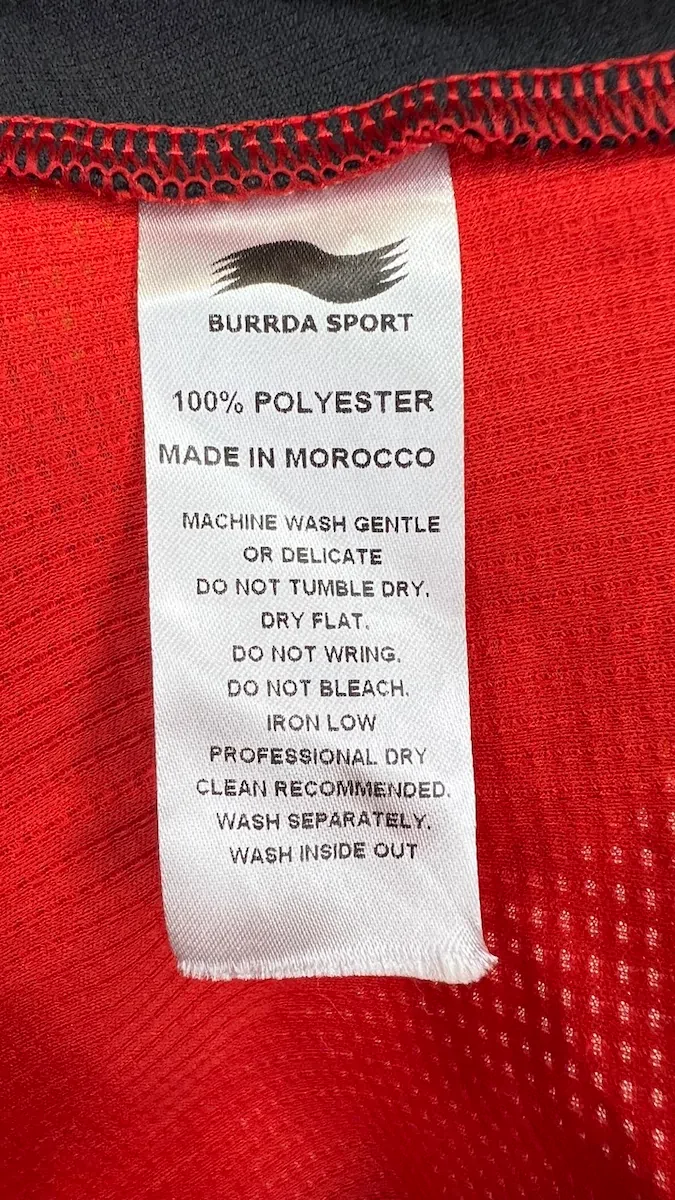 BURRDA SPORT
100% POLYESTER
MADE IN MOROCCO
MACHINE WASH GENTLE
OR DELICATE
DO NOT TUMBLE DRY.
DRY FLAT.
DO NOT WRING.
DO NOT BLEACH.
IRON LOW
PROFESSIONAL DRY
CLEAN RECOMMENDED.
WASH SEPARATELY.
WASH INSIDE OUT